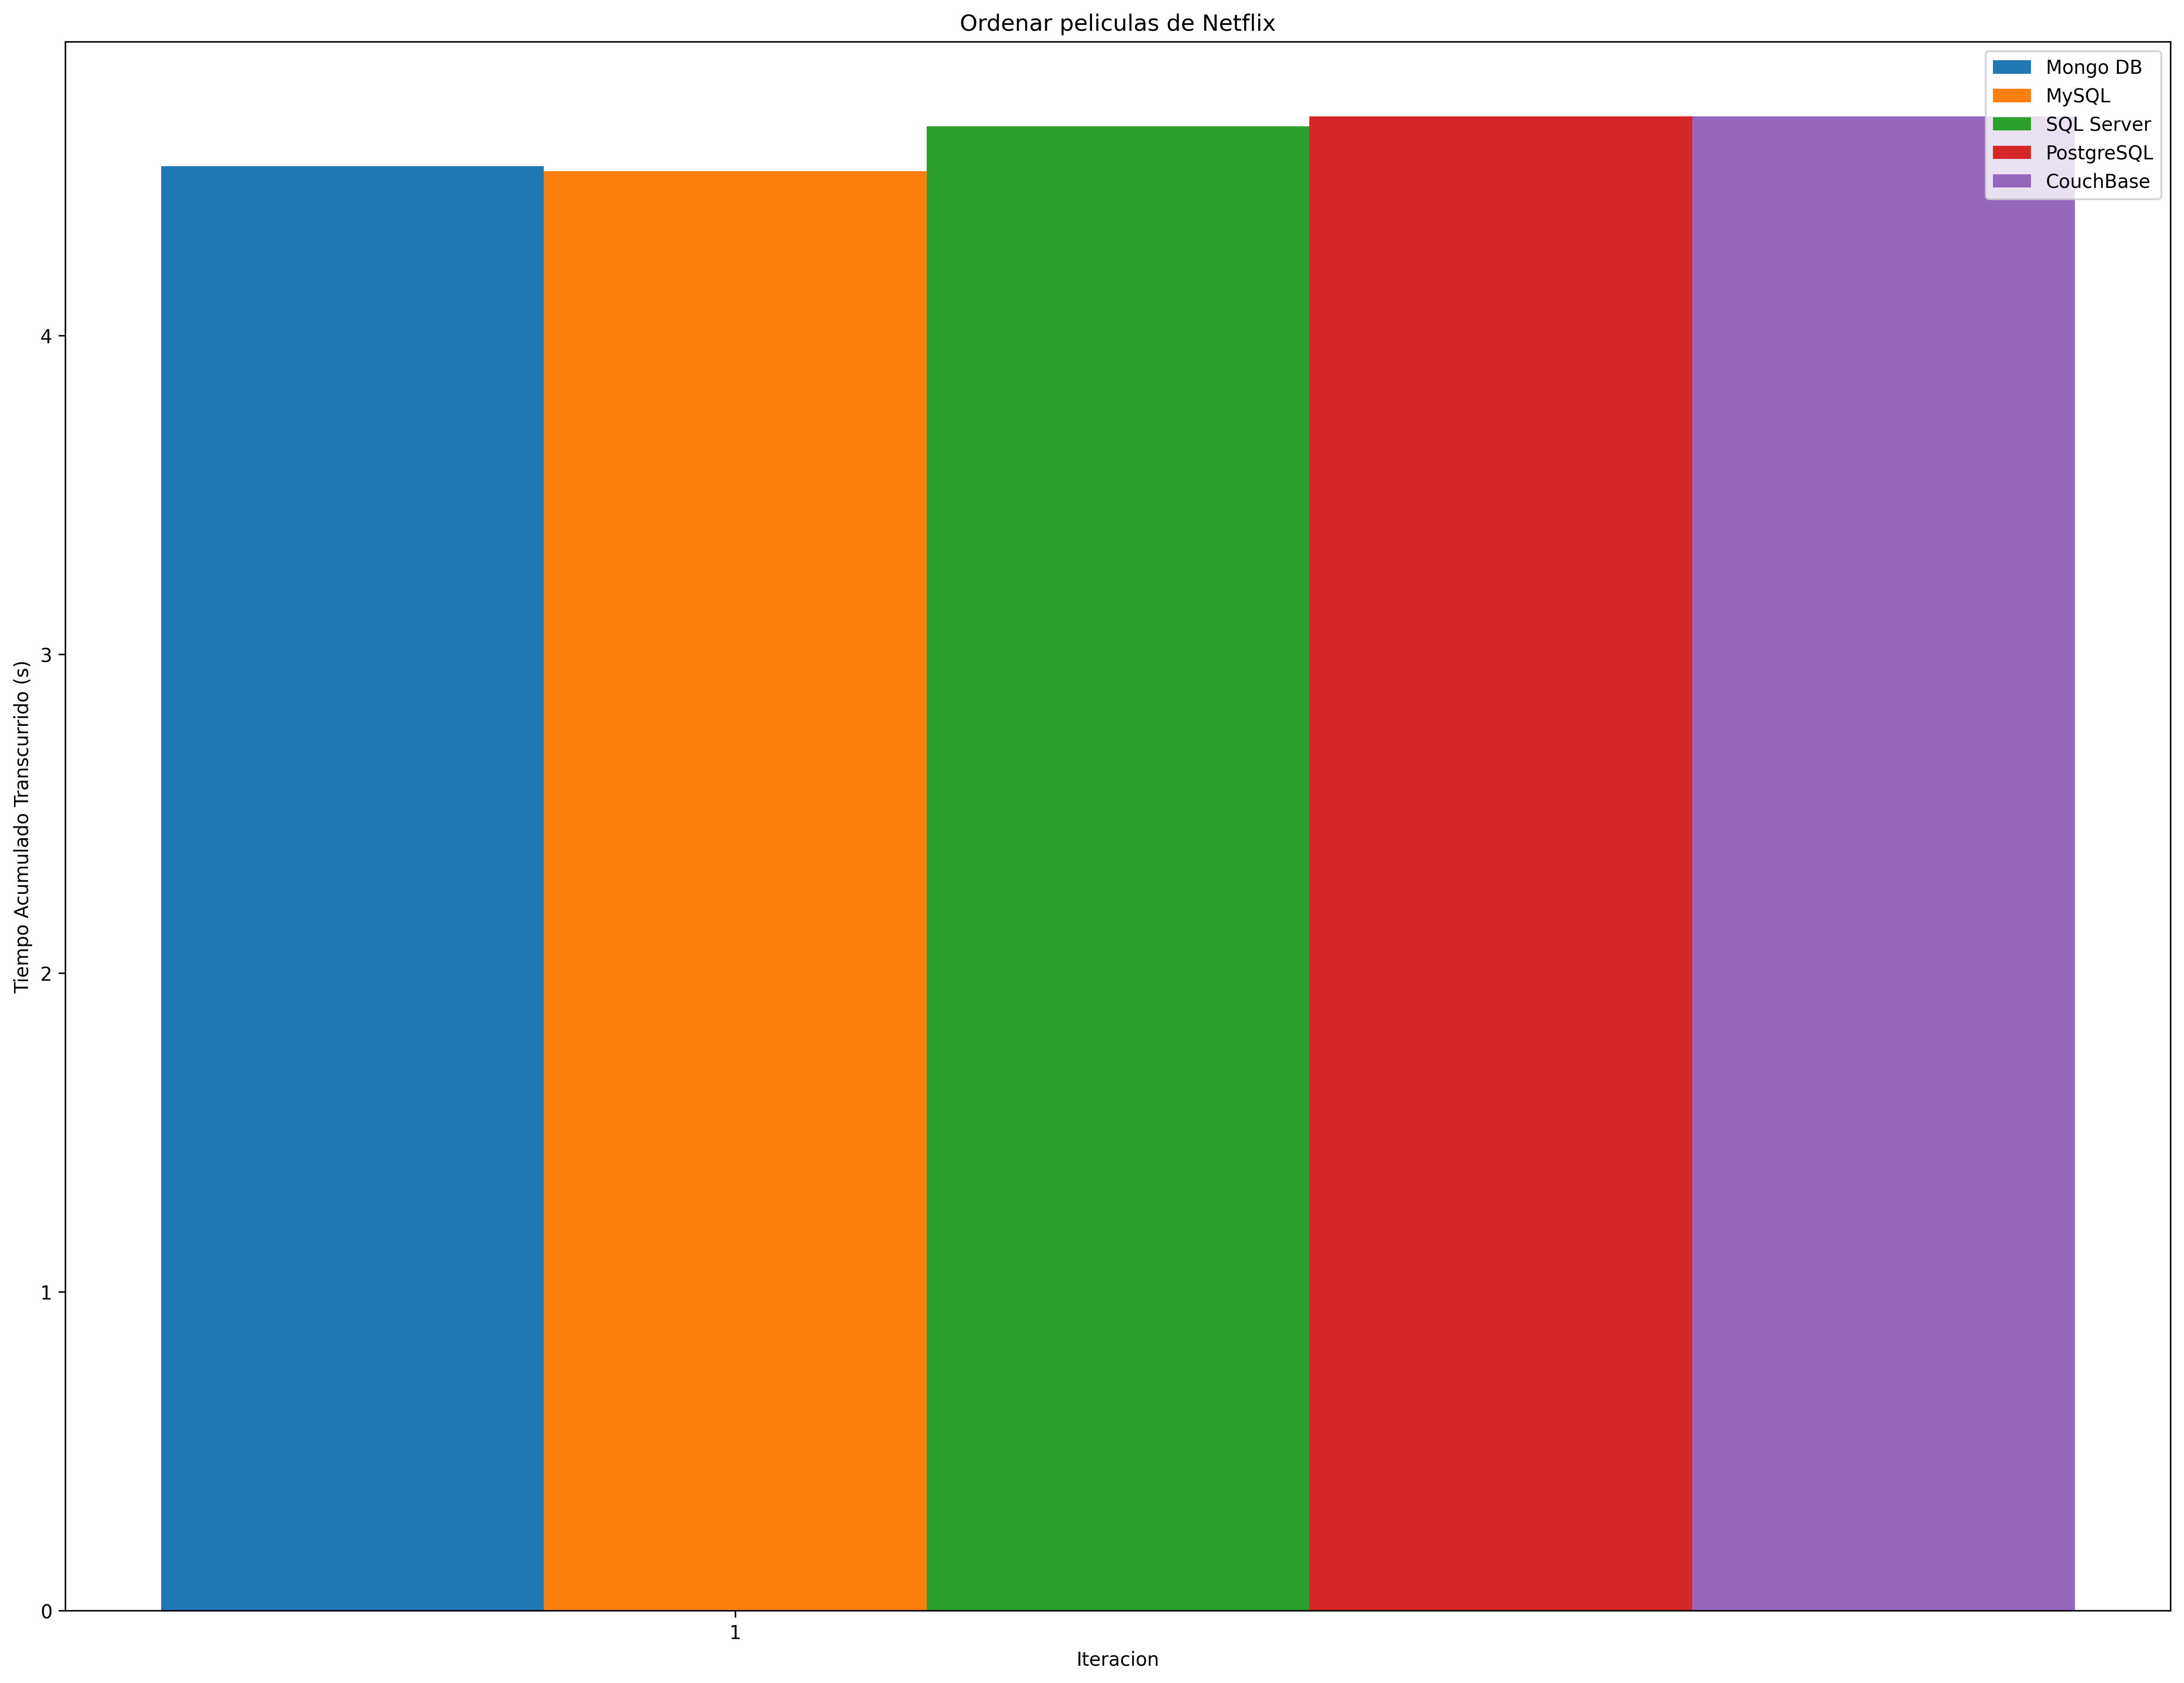 Ordenar peliculas de Netflix
Mongo DB
MySQL
SQL Server
PostgreSQL
CouchBase
Tiempo Acumulado Transcurrido (s)
4
3
2
1
0
1
Iteracion